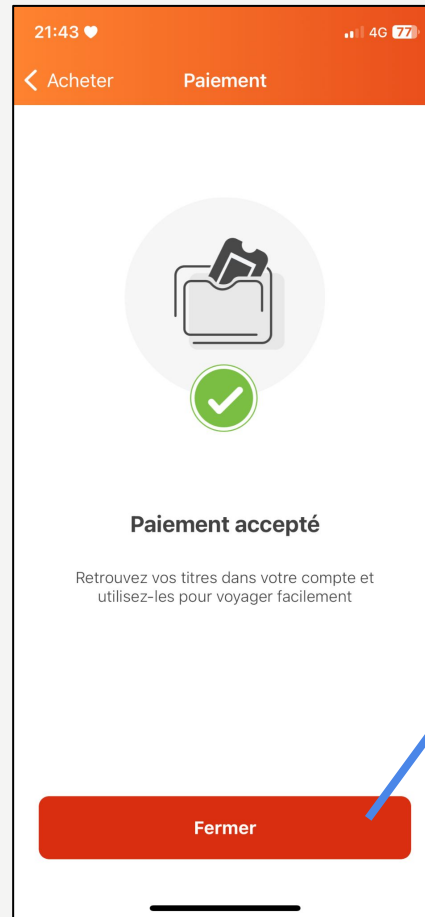 21:43
4G 77
Acheter
Paiement
Paiement accepté
Retrouvez vos titres dans votre compte et
utilisez-les pour voyager facilement
Fermer